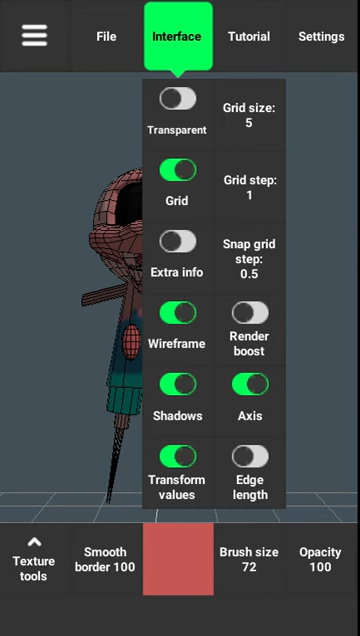 File
Interface
Tutorial
Settings
Transparent
Grid size:
5
Grid
Grid step:
1
Extra info
Snap grid
step:
0.5
Wireframe
Render
boost
Shadows
Axis
Transform
values
Edge
length
Texture
tools
Smooth
border 100
Brush size
72
Opacity
100